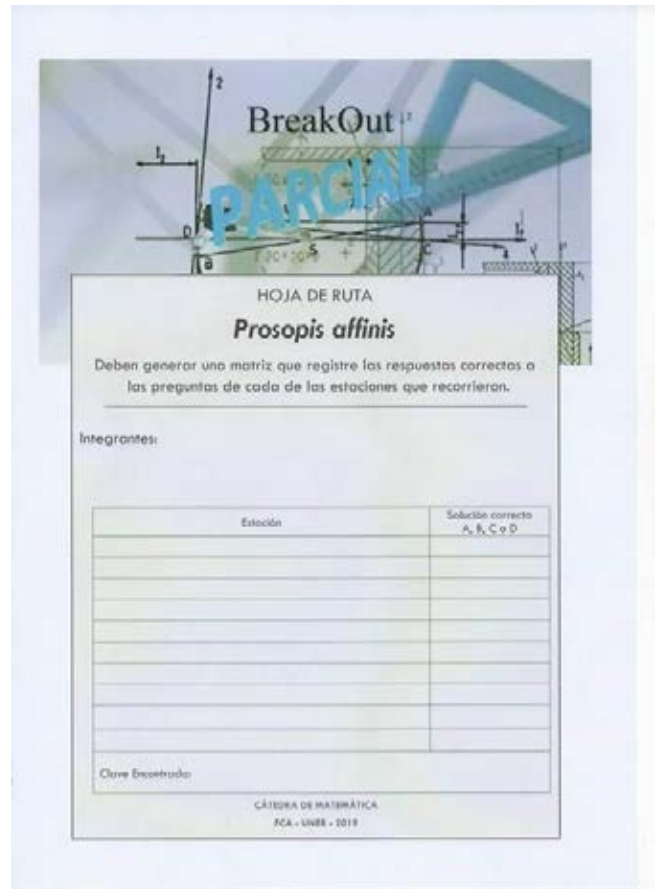 BreakOut
PARCIAL
HOJA DE RUTA
Prosopis affinis
Deben generar una matriz que registre las respuestas correctas a
las preguntas de cada de las estaciones que recorrieron.
Integrantes:
Estación
Solución correcta
A, B, C o D
Clave Encontrada:
CÁTEDRA DE MATEMÁTICA
FCA - UNER - 2019